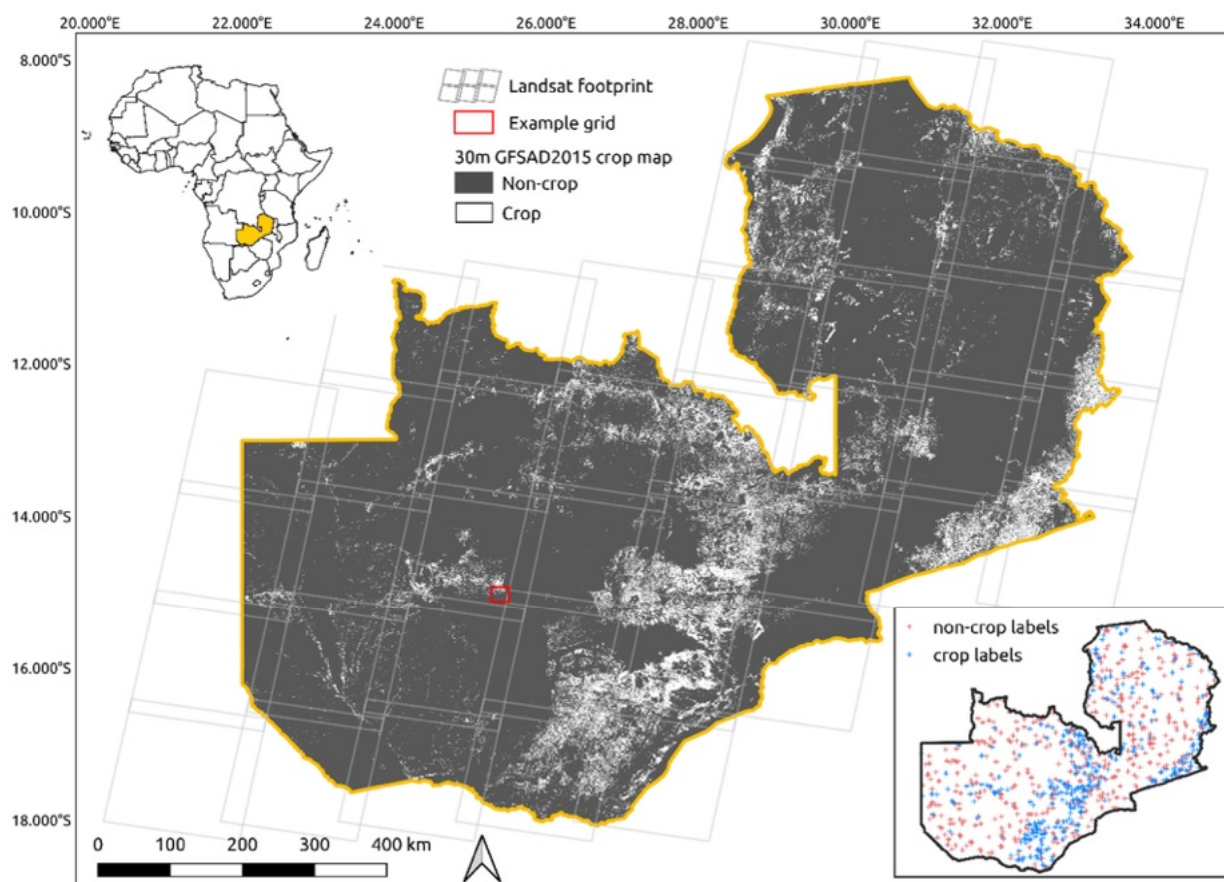 20.000°E 22.000°E 24.000°E 26.000°E 28.000°E 30.000°E 32.000°E 34.000°E
8.000°S
10.000°S
12.000°S
14.000°S
16.000°S
18.000°S
Landsat footprint
Example grid
30m GFSAD2015 crop map
Non-crop
Crop
non-crop labels
crop labels
0 100 200 300 400 km